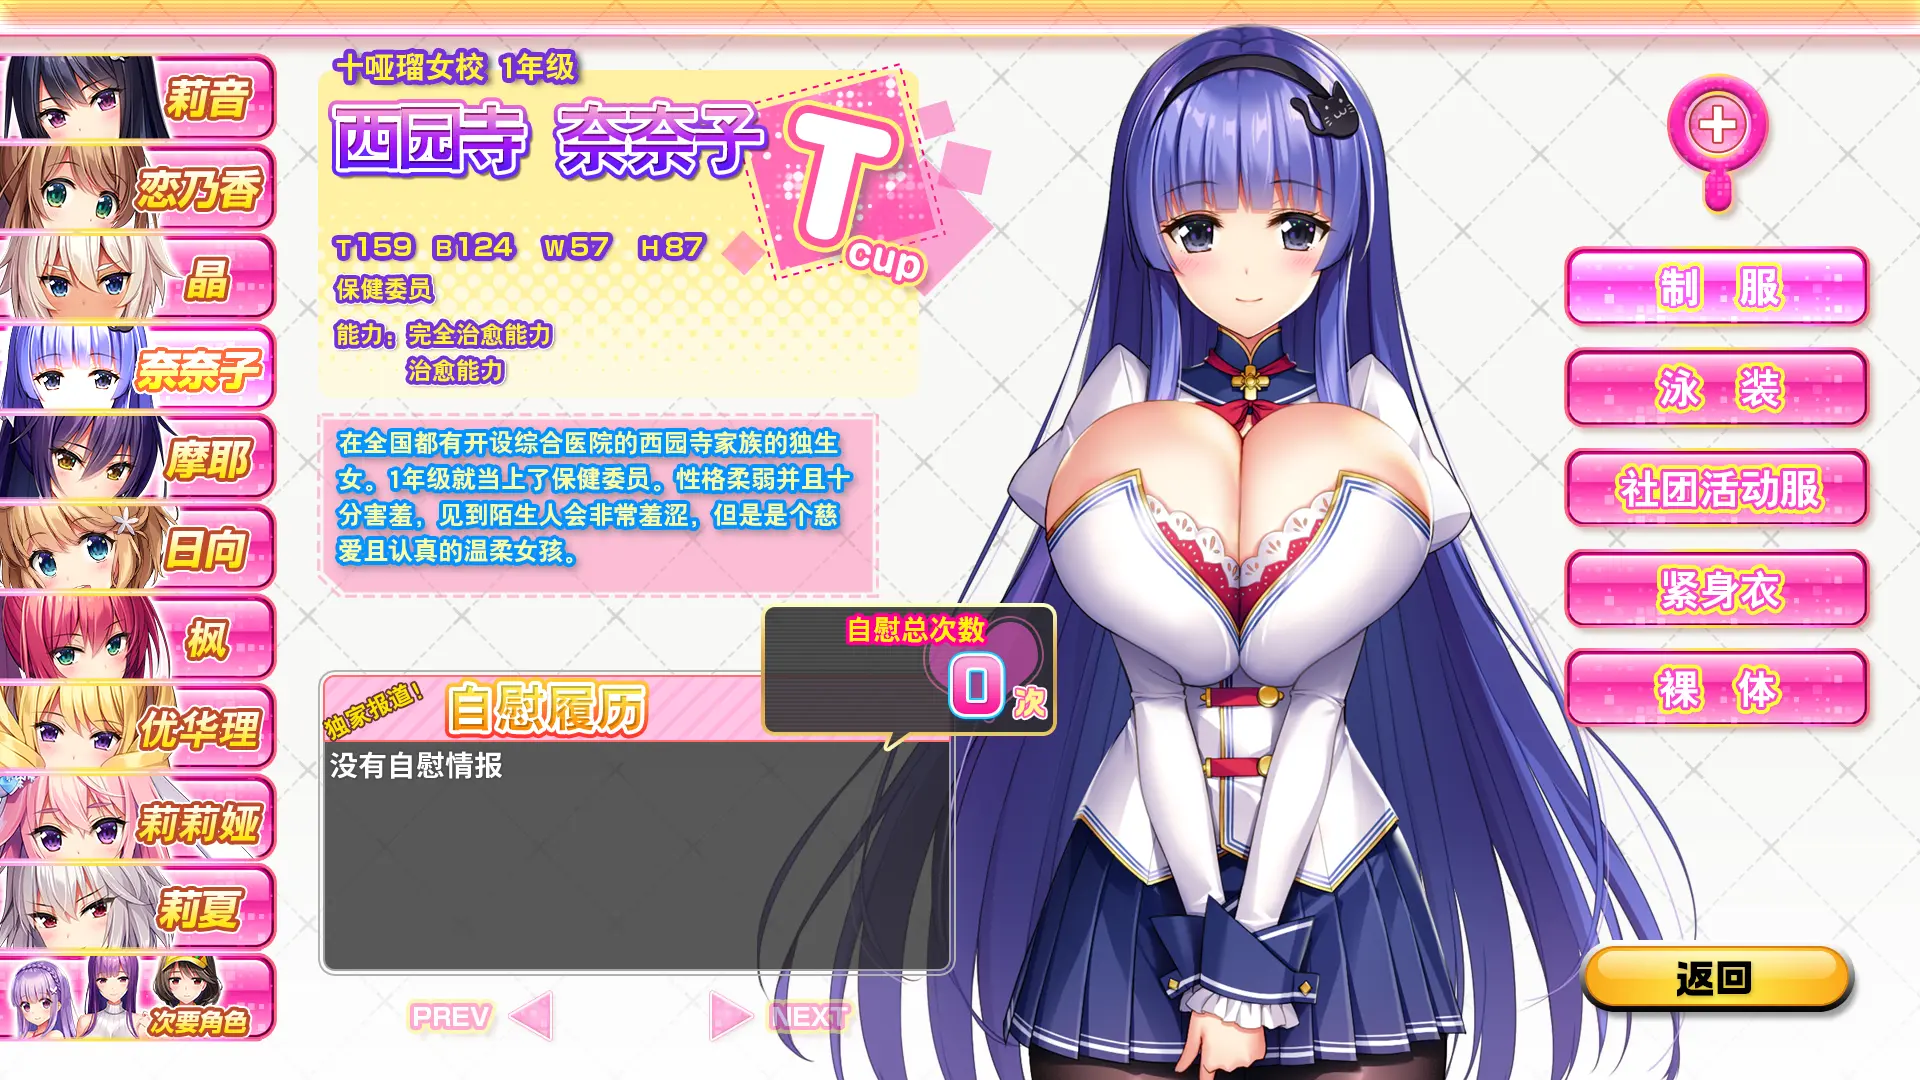 莉音
恋乃香
晶
奈奈子
摩耶
日向
枫
优华理
莉莉娅
莉夏
次要角色
十哑瑠女校 1年级
西园寺 奈奈子
T cup
T159 B124 W57 H87
保健委员
能力：完全治愈能力
治愈能力
在全国都有开设综合医院的西园寺家族的独生
女。1年级就当上了保健委员。性格柔弱并且十
分害羞，见到陌生人会非常羞涩，但是是个慈
爱且认真的温柔女孩。
自慰总次数
0次
独家报道！ 自慰履历
没有自慰情报
PREV NEXT
制 服
泳 装
社团活动服
紧身衣
裸 体
返回